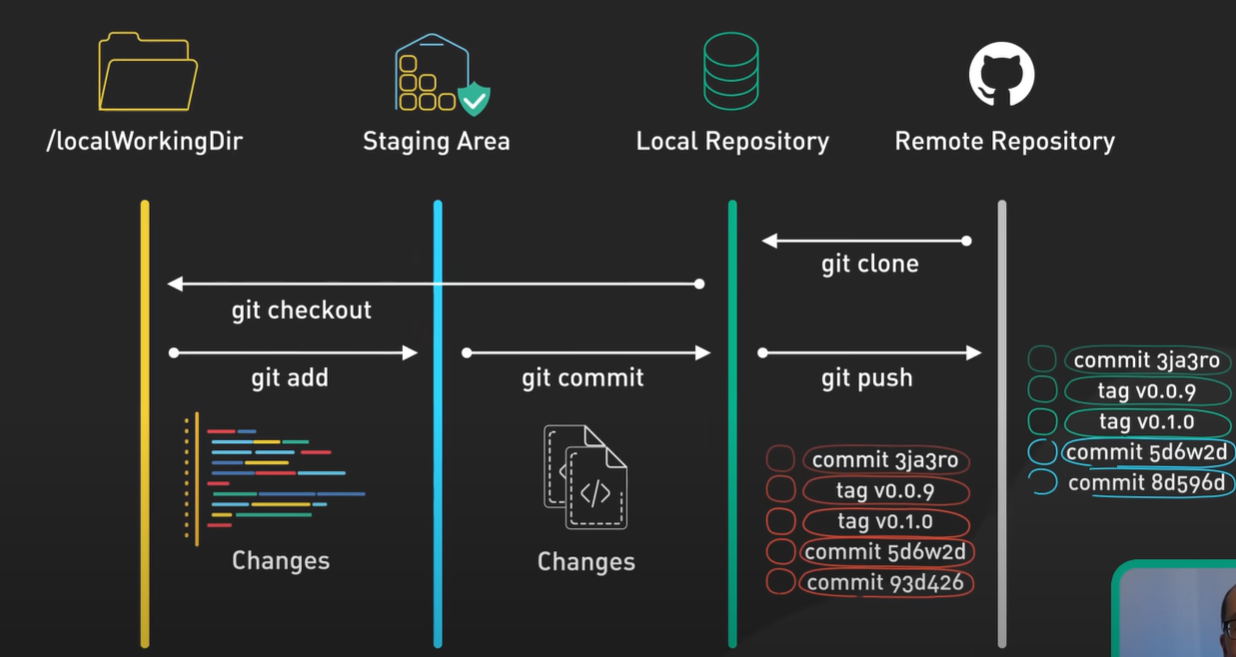 /localWorkingDir
Staging Area
Local Repository
Remote Repository
git clone
git checkout
git add
git commit
git push
Changes
</>
Changes
commit 3ja3ro
tag v0.0.9
tag v0.1.0
commit 5d6w2d
commit 93d426
commit 3ja3ro
tag v0.0.9
tag v0.1.0
commit 5d6w2d
commit 8d596d